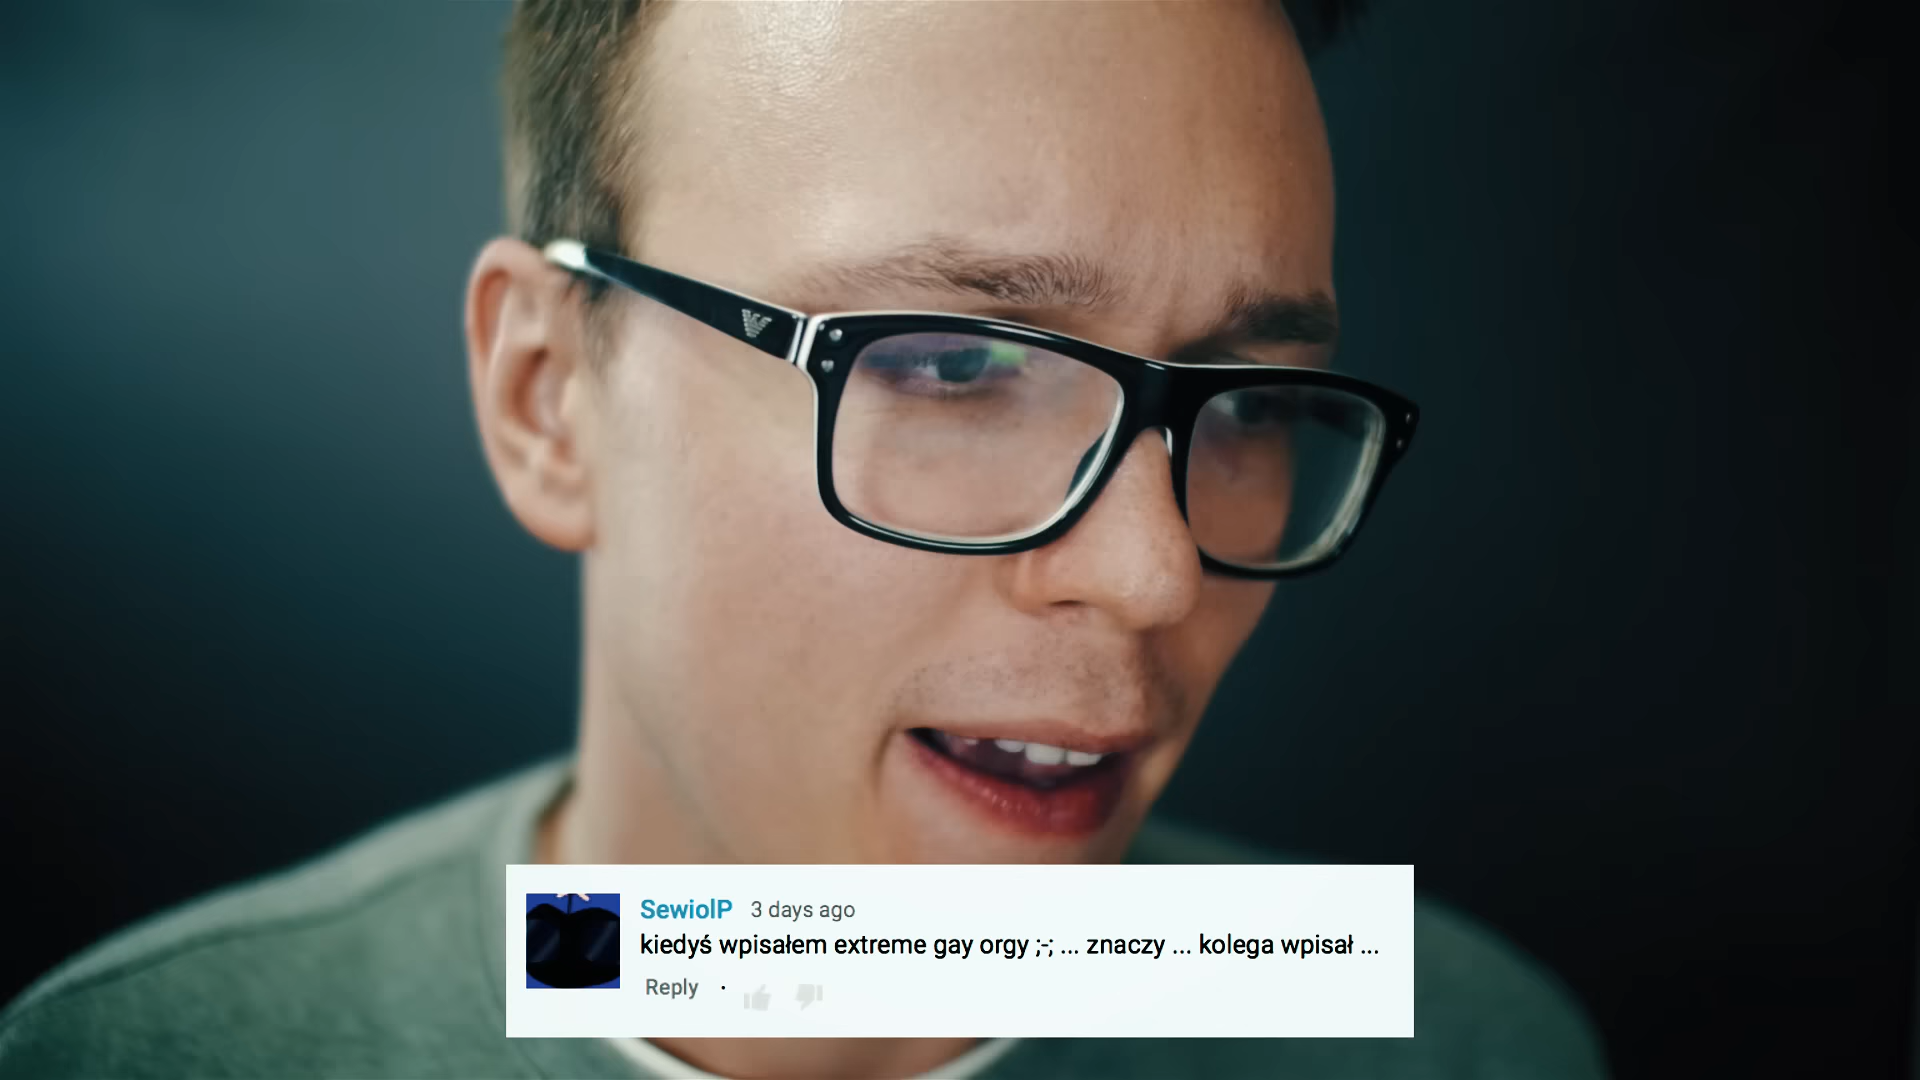 SewiolP 3 days ago
kiedyś wpisałem extreme gay orgy ;-; ... znaczy ... kolega wpisał ...
Reply ·